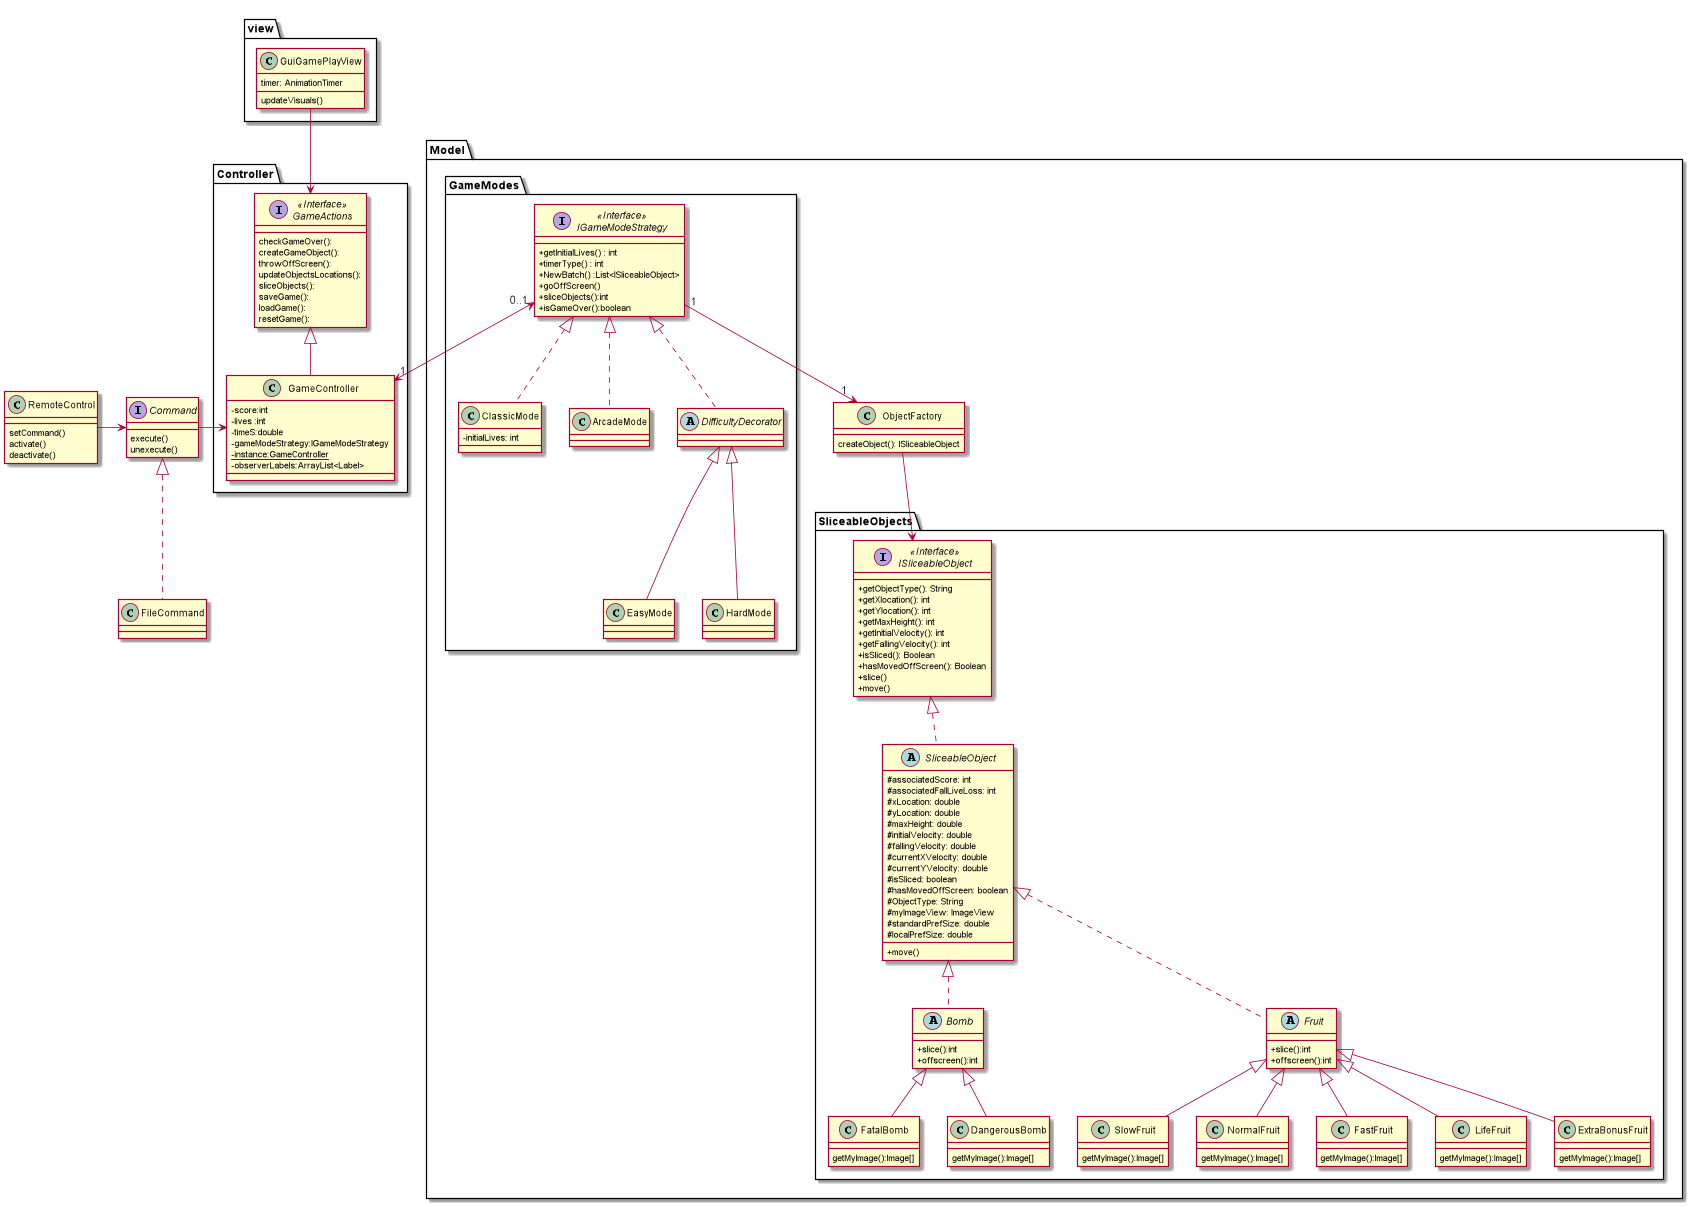 view
C GuiGamePlayView
timer: AnimationTimer
updateVisuals()
Controller
I «Interface»
GameActions
checkGameOver():
createGameObject():
throwOffScreen():
updateObjectsLocations():
sliceObjects():
saveGame():
loadGame():
resetGame():
C GameController
-score:int
-lives :int
-timeS:double
-gameModeStrategy:IGameModeStrategy
-instance:GameController
-observerLabels:ArrayList<Label>
C RemoteControl
setCommand()
activate()
deactivate()
I Command
execute()
unexecute()
C FileCommand
Model
GameModes
I «Interface»
IGameModeStrategy
+getInitialLives() : int
+timerType() : int
+NewBatch() :List<ISliceableObject>
+goOffScreen()
+sliceObjects():int
+isGameOver():boolean
0..1
1
1
1
C ClassicMode
-initialLives: int
C ArcadeMode
A DifficultyDecorator
C EasyMode
C HardMode
C ObjectFactory
createObject(): ISliceableObject
SliceableObjects
I «Interface»
ISliceableObject
+getObjectType(): String
+getXlocation(): int
+getYlocation(): int
+getMaxHeight(): int
+getInitialVelocity(): int
+getFallingVelocity(): int
+isSliced(): Boolean
+hasMovedOffScreen(): Boolean
+slice()
+move()
A SliceableObject
#associatedScore: int
#associatedFallLiveLoss: int
#xLocation: double
#yLocation: double
#maxHeight: double
#initialVelocity: double
#fallingVelocity: double
#currentXVelocity: double
#currentYVelocity: double
#isSliced: boolean
#hasMovedOffScreen: boolean
#ObjectType: String
#myImageView: ImageView
#standardPrefSize: double
#localPrefSize: double
+move()
A Bomb
+slice():int
+offscreen():int
A Fruit
+slice():int
+offscreen():int
C FatalBomb
getMyImage():Image[]
C DangerousBomb
getMyImage():Image[]
C SlowFruit
getMyImage():Image[]
C NormalFruit
getMyImage():Image[]
C FastFruit
getMyImage():Image[]
C LifeFruit
getMyImage():Image[]
C ExtraBonusFruit
getMyImage():Image[]